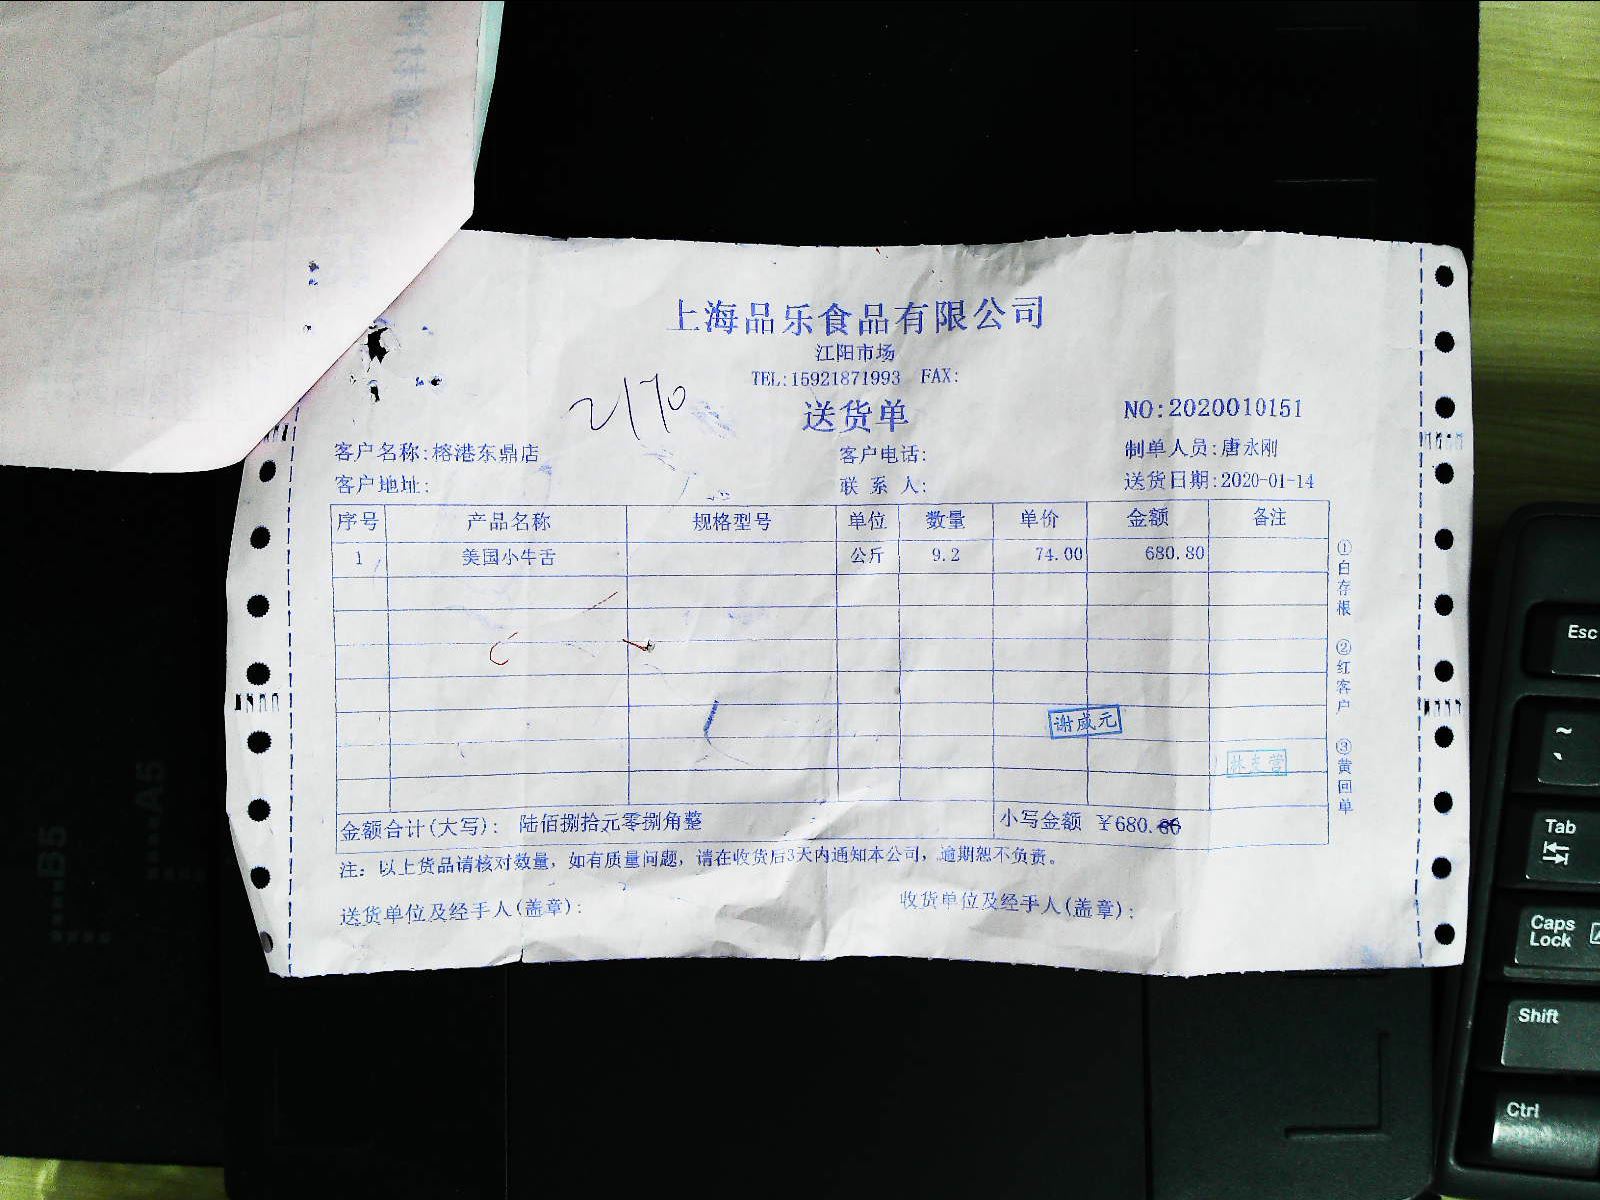 上海品乐食品有限公司
江阳市场
TEL:15921871993 FAX:
2/70
送货单
NO:2020010151
客户名称:榕港东鼎店 客户电话: 制单人员:唐永刚
客户地址: 联系人: 送货日期:2020-01-14
序号 产品名称 规格型号 单位 数量 单价 金额 备注
1 美国小牛舌 公斤 9.2 74.00 680.80
①白存根 ②红客户 ③黄回单
谢成元
金额合计(大写): 陆佰捌拾元零捌角整 小写金额 ￥680.80
注: 以上货品请核对数量, 如有质量问题, 请在收货后3天内通知本公司, 逾期恕不负责。
送货单位及经手人(盖章): 收货单位及经手人(盖章):
B5
A5
Esc
~
Tab
Caps Lock
Shift
Ctrl